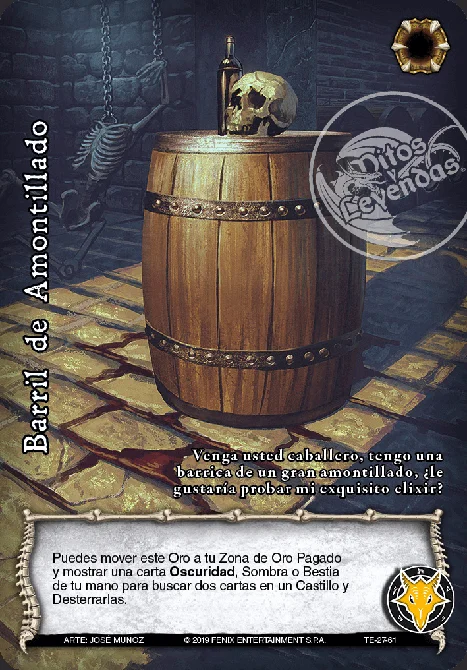 Mitos
y
Leyendas
Barril de Amontillado
Venga usted caballero, tengo una
barrica de un gran amontillado, ¿le
gustaría probar mi exquisito elixir?
Puedes mover este Oro a tu Zona de Oro Pagado
y mostrar una carta Oscuridad, Sombra o Bestia
de tu mano para buscar dos cartas en un Castillo y
Desterrarlas.
ARTE: JOSE MUÑOZ © 2019 FENIX ENTERTAINMENT S.P.A. TE-27-61